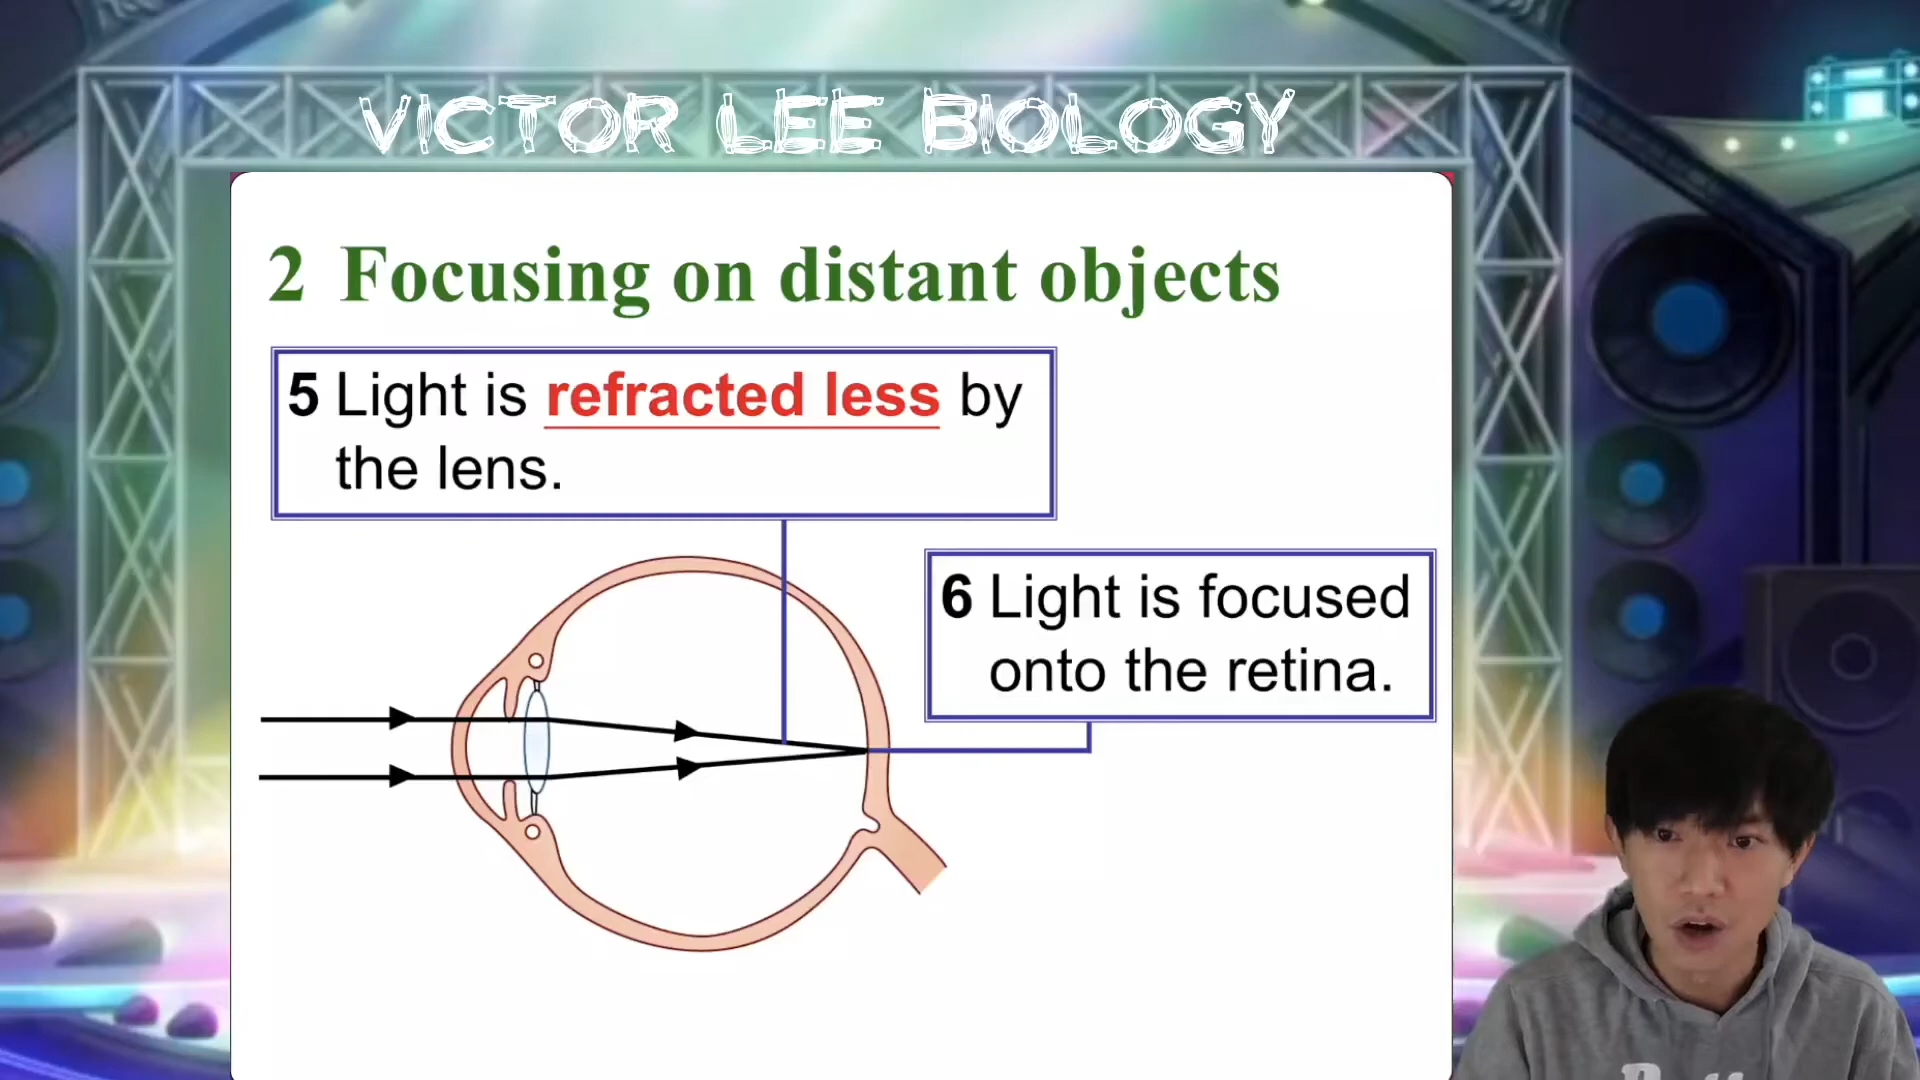 VICTOR LEE BIOLOGY
2 Focusing on distant objects
5 Light is refracted less by
the lens.
6 Light is focused
onto the retina.